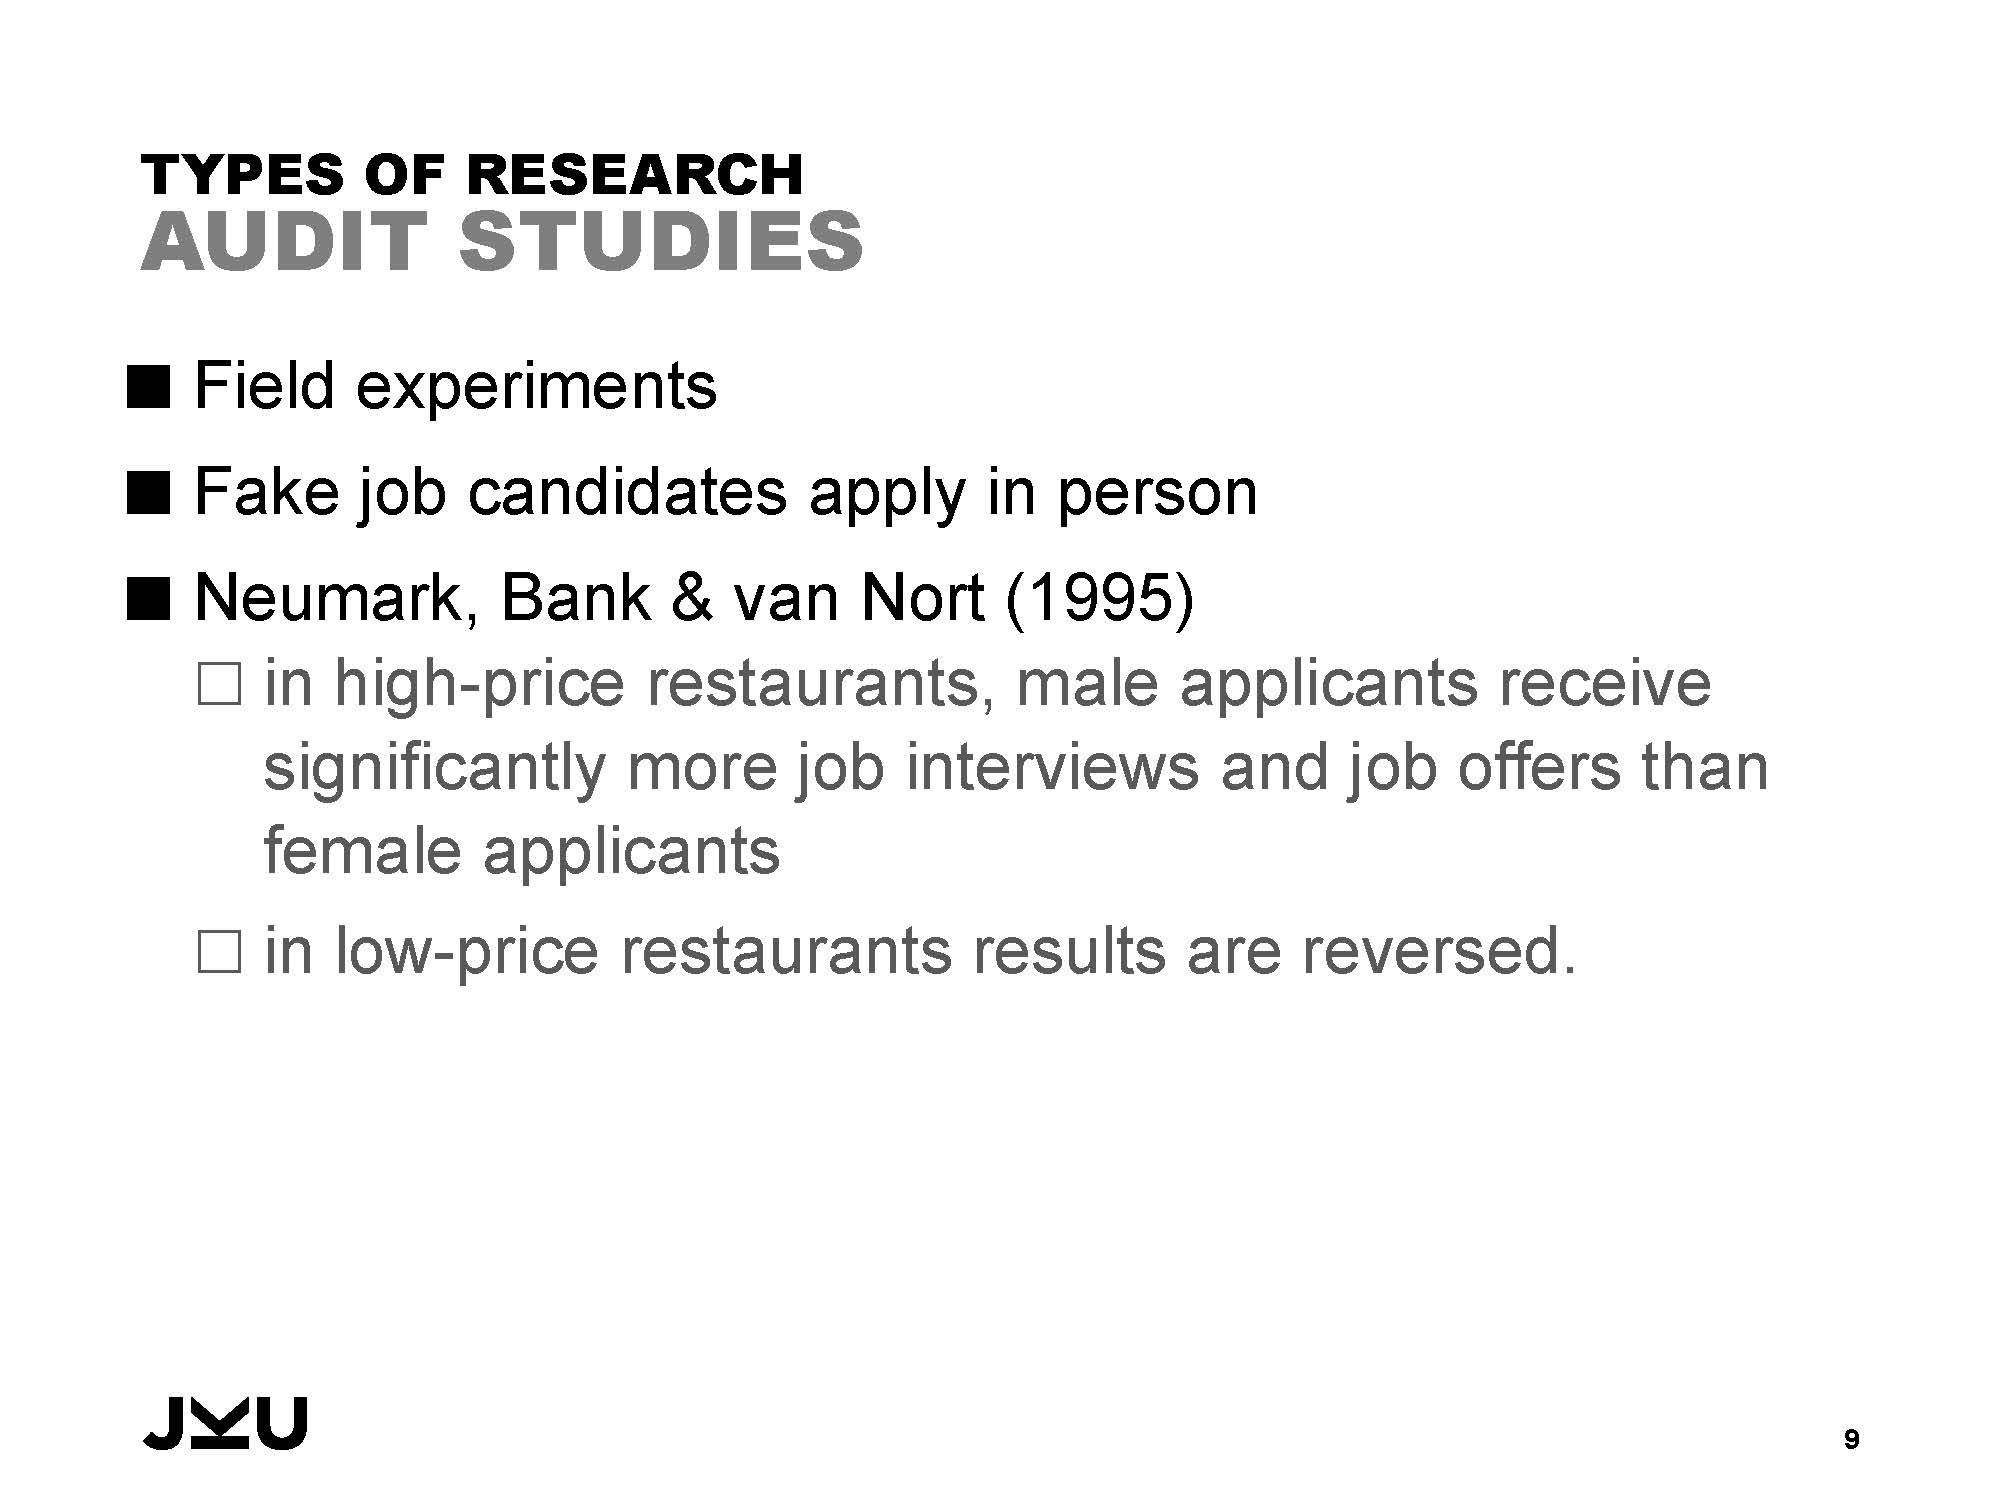 TYPES OF RESEARCH
AUDIT STUDIES
■ Field experiments
■ Fake job candidates apply in person
■ Neumark, Bank & van Nort (1995)
□ in high-price restaurants, male applicants receive
significantly more job interviews and job offers than
female applicants
□ in low-price restaurants results are reversed.
JKU
9